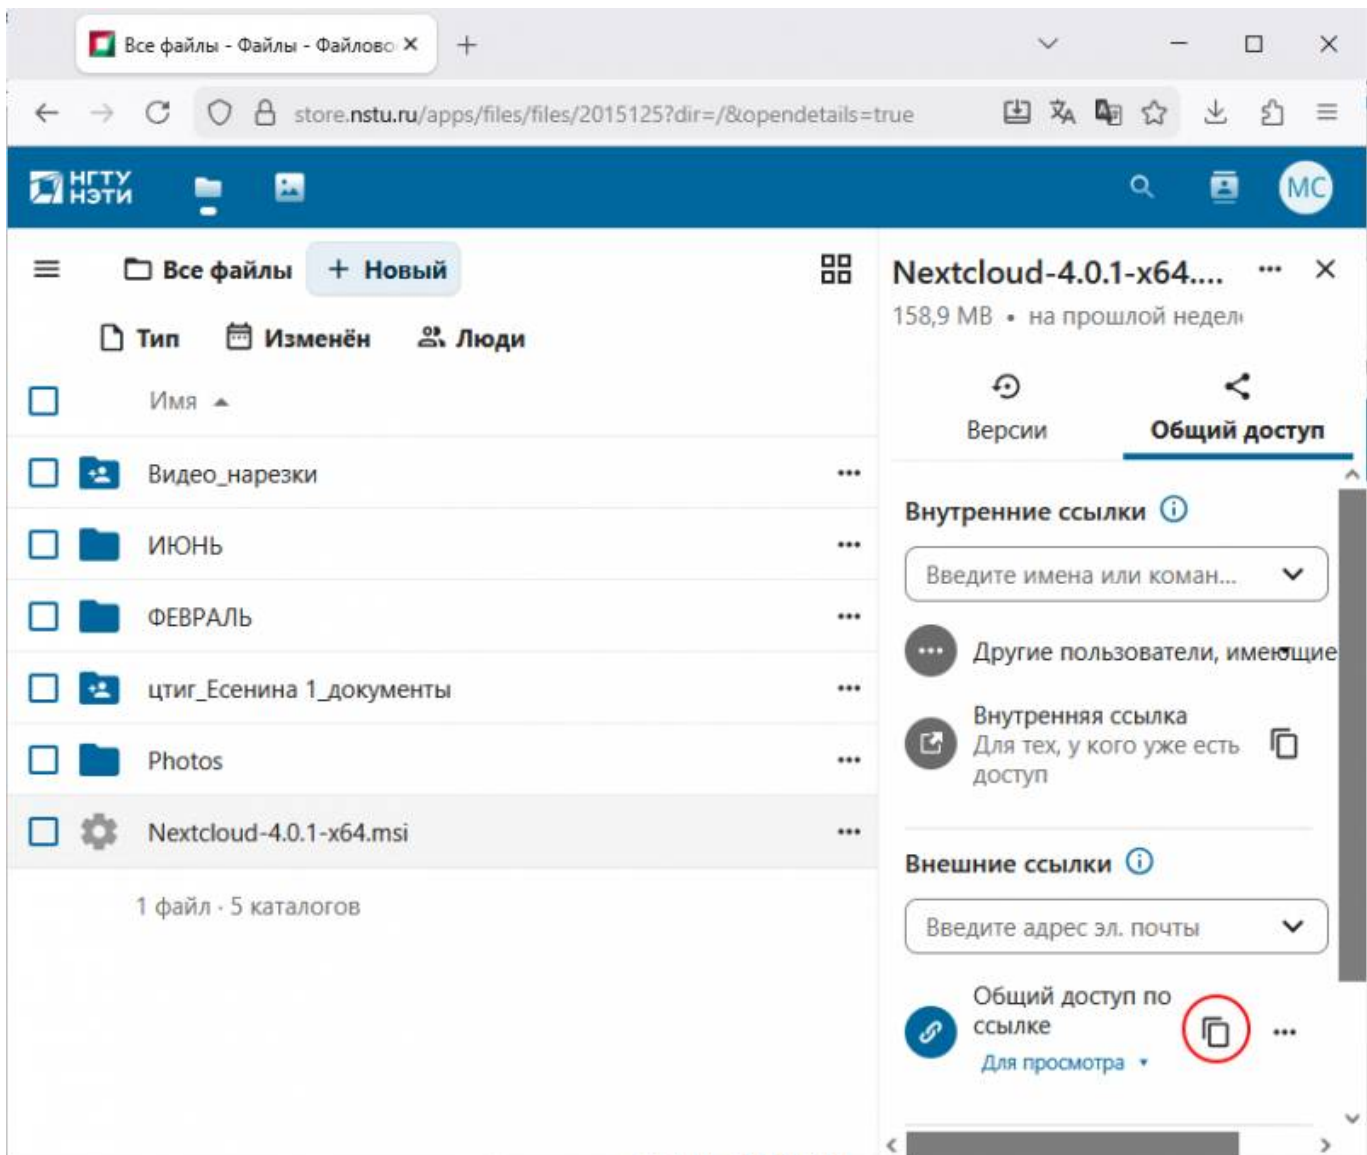 Все файлы - Файлы - Файлово
store.nstu.ru/apps/files/files/2015125?dir=/&opendetails=true
НГТУ
НЭТИ
МС
Все файлы
+ Новый
Тип
Изменён
Люди
Имя
Видео_нарезки
ИЮНЬ
ФЕВРАЛЬ
цтиг_Есенина 1_документы
Photos
Nextcloud-4.0.1-x64.msi
1 файл · 5 каталогов
Nextcloud-4.0.1-x64....
158,9 MB • на прошлой недел
Версии
Общий доступ
Внутренние ссылки
Введите имена или коман...
Другие пользователи, имеющие
Внутренняя ссылка
Для тех, у кого уже есть
доступ
Внешние ссылки
Введите адрес эл. почты
Общий доступ по
ссылке
Для просмотра